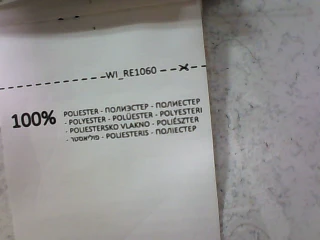 WI_RE1060
100% POLIESTER - ПОЛИЭСТЕР - ПОЛИЕСТЕР
- POLYESTER - POLÜESTER - POLYESTERI
- POLIESTERSKO VLAKNO - POLIÉSZTER
- פוליאסטר - POLIESTERIS - ПОЛІЕСТЕР